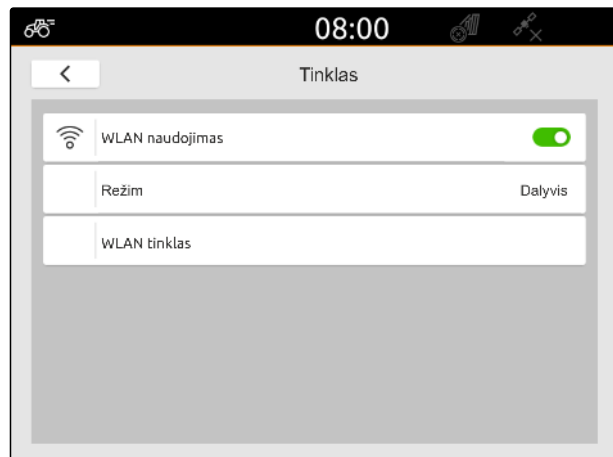 08:00
Tinklas
WLAN naudojimas
Režim
Dalyvis
WLAN tinklas